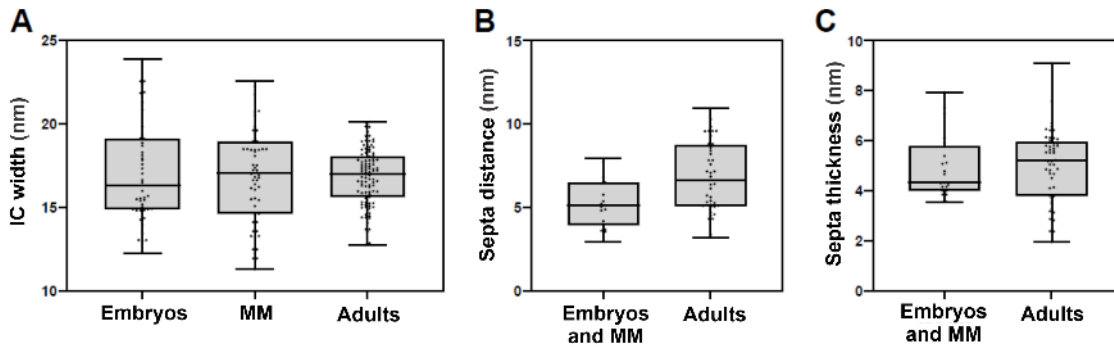 A
IC width (nm)
25
20
15
10
Embryos
MM
Adults
B
Septa distance (nm)
15
10
5
0
Embryos
and MM
Adults
C
Septa thickness (nm)
10
8
6
4
2
0
Embryos
and MM
Adults